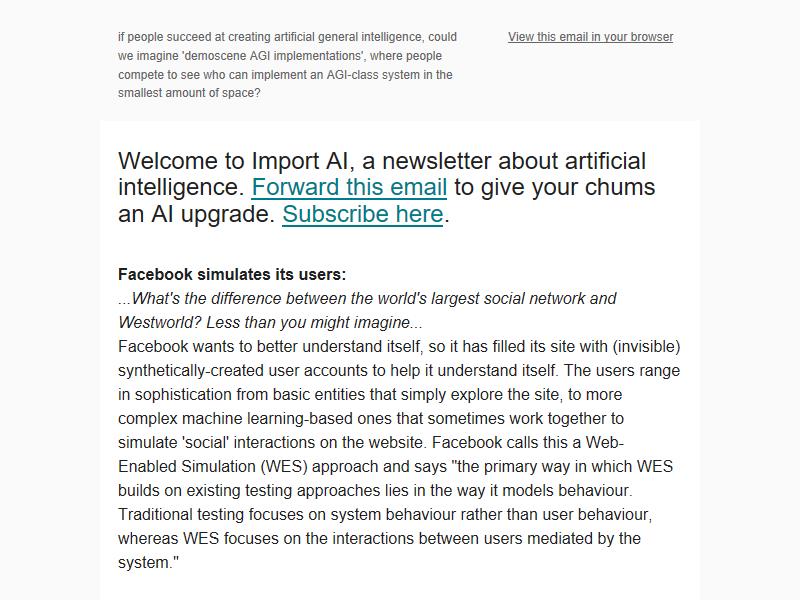 if people succeed at creating artificial general intelligence, could
we imagine 'demoscene AGI implementations', where people
compete to see who can implement an AGI-class system in the
smallest amount of space?
View this email in your browser
Welcome to Import AI, a newsletter about artificial
intelligence. Forward this email to give your chums
an AI upgrade. Subscribe here.
Facebook simulates its users:
...What's the difference between the world's largest social network and
Westworld? Less than you might imagine...
Facebook wants to better understand itself, so it has filled its site with (invisible)
synthetically-created user accounts to help it understand itself. The users range
in sophistication from basic entities that simply explore the site, to more
complex machine learning-based ones that sometimes work together to
simulate 'social' interactions on the website. Facebook calls this a Web-
Enabled Simulation (WES) approach and says "the primary way in which WES
builds on existing testing approaches lies in the way it models behaviour.
Traditional testing focuses on system behaviour rather than user behaviour,
whereas WES focuses on the interactions between users mediated by the
system."